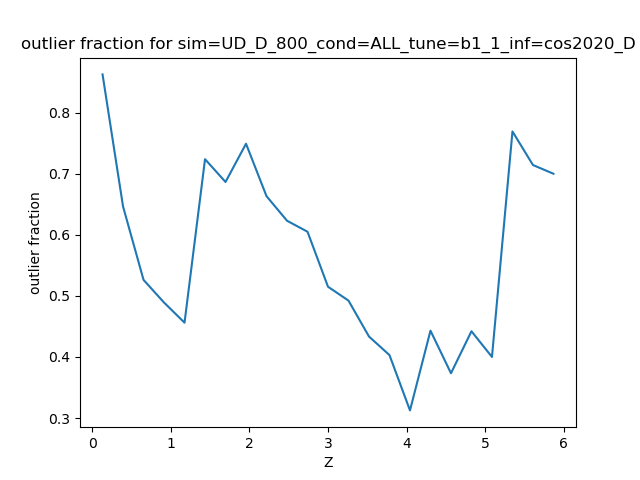 outlier fraction for sim=UD_D_800_cond=ALL_tune=b1_1_inf=cos2020_D
outlier fraction
0.8
0.7
0.6
0.5
0.4
0.3
0 1 2 3 4 5 6
Z